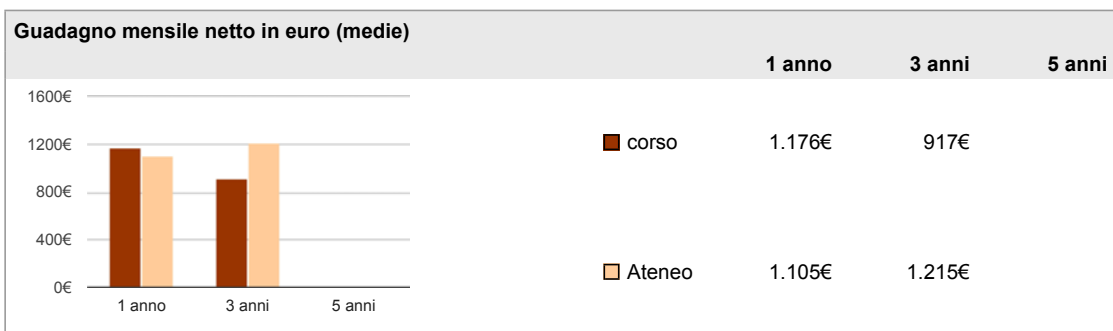 Guadagno mensile netto in euro (medie)
1 anno 3 anni 5 anni
1600€
1200€
800€
400€
0€
1 anno 3 anni 5 anni
corso 1.176€ 917€
Ateneo 1.105€ 1.215€